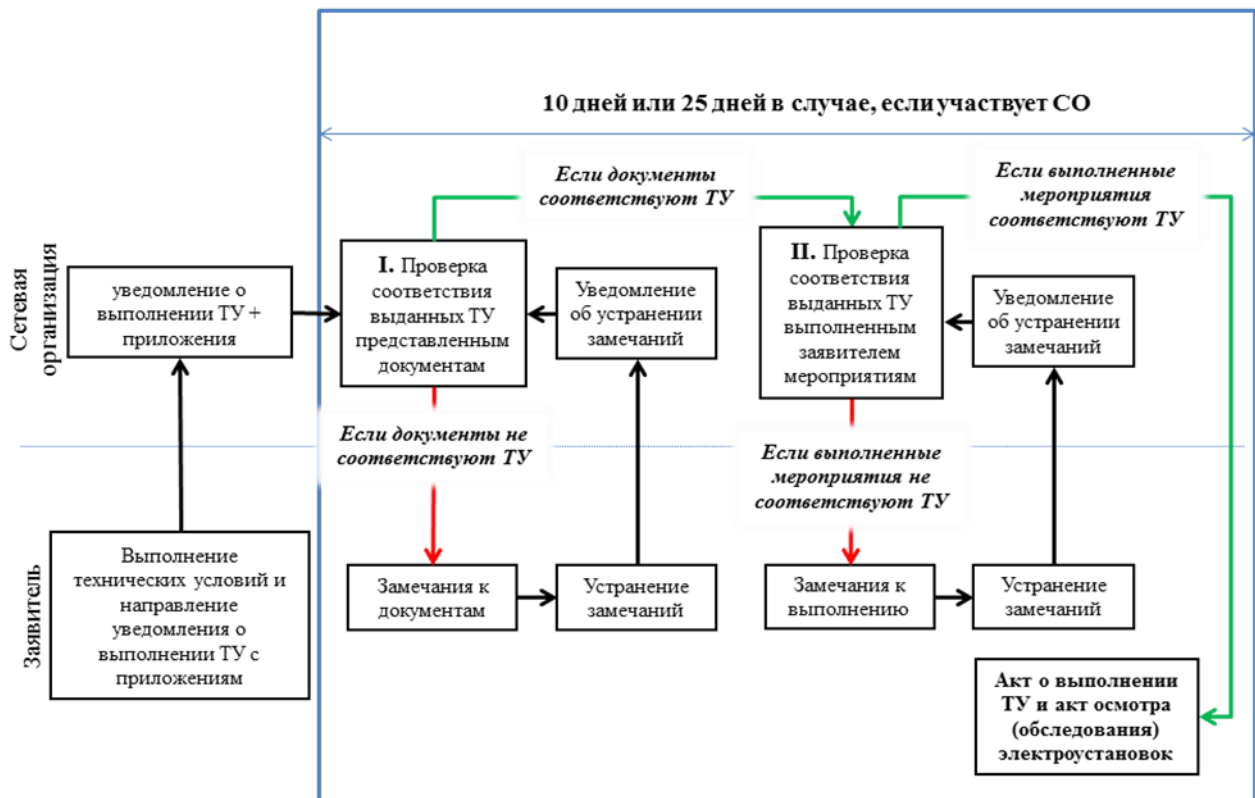 10 дней или 25 дней в случае, если участвует СО
Если документы
соответствуют ТУ
Если выполненные
мероприятия
соответствуют ТУ
Сетевая
организация
уведомление о
выполнении ТУ +
приложения
I. Проверка
соответствия
выданных ТУ
представленным
документам
Уведомление
об устранении
замечаний
II. Проверка
соответствия
выданных ТУ
выполненным
заявителем
мероприятиям
Уведомление
об устранении
замечаний
Если документы не
соответствуют ТУ
Если выполненные
мероприятия не
соответствуют ТУ
Заявитель
Выполнение
технических условий и
направление
уведомления о
выполнении ТУ с
приложениям
Замечания к
документам
Устранение
замечаний
Замечания к
выполнению
Устранение
замечаний
Акт о выполнении
ТУ и акт осмотра
(обследования)
электроустановок